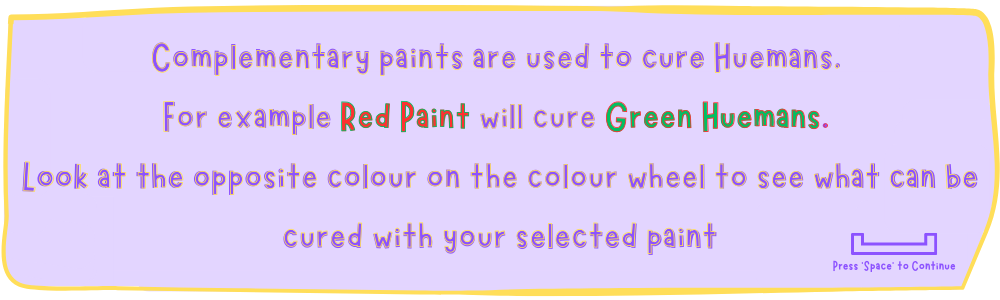 Complementary paints are used to cure Huemans.
For example Red Paint will cure Green Huemans.
Look at the opposite colour on the colour wheel to see what can be
cured with your selected paint
Press 'Space' to Continue